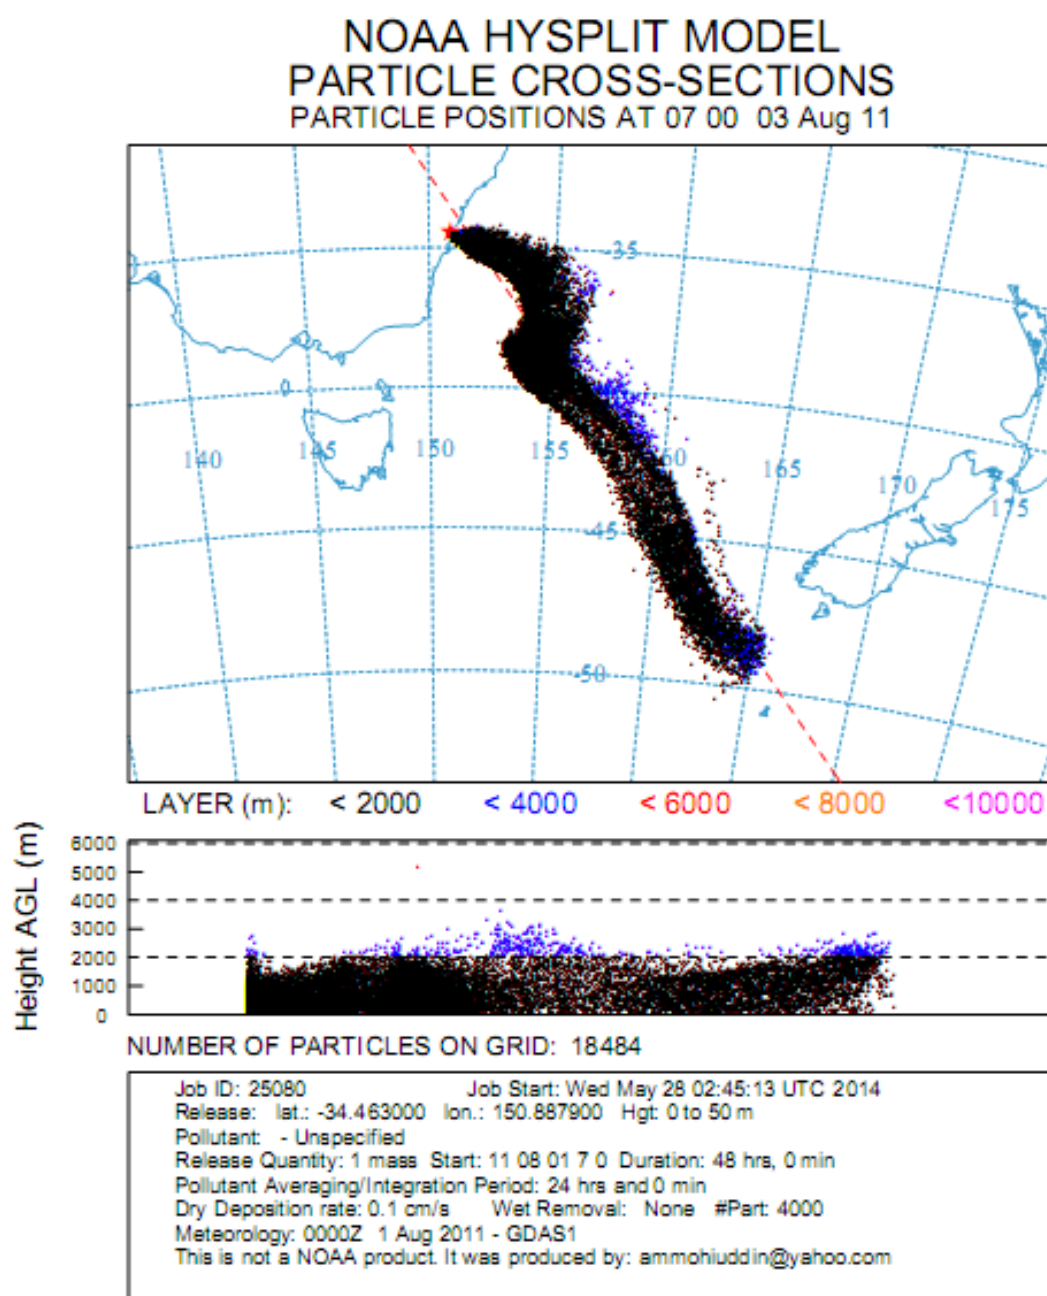 NOAA HYSPLIT MODEL
PARTICLE CROSS-SECTIONS
PARTICLE POSITIONS AT 07 00 03 Aug 11
-35
140
145
150
155
60
165
170
175
-45
-50
LAYER (m): < 2000 < 4000 < 6000 < 8000 <10000
Height AGL (m)
6000
5000
4000
3000
2000
1000
0
NUMBER OF PARTICLES ON GRID: 18484
Job ID: 25080 Job Start: Wed May 28 02:45:13 UTC 2014
Release: lat.: -34.463000 lon.: 150.887900 Hgt: 0 to 50 m
Pollutant: - Unspecified
Release Quantity: 1 mass Start: 11 08 01 7 0 Duration: 48 hrs, 0 min
Pollutant Averaging/Integration Period: 24 hrs and 0 min
Dry Deposition rate: 0.1 cm/s Wet Removal: None #Part: 4000
Meteorology: 0000Z 1 Aug 2011 - GDAS1
This is not a NOAA product. It was produced by: ammohiuddin@yahoo.com